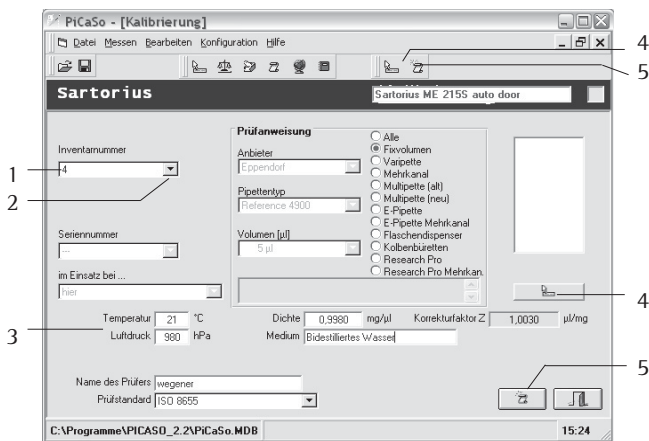 PiCaSo - [Kalibrierung]
Datei Messen Bearbeiten Konfiguration Hilfe
4
5
Sartorius
Sartorius ME 215S auto door
Prüfanweisung
Inventarnummer
4
1
2
Anbieter
Eppendorf
Pipettentyp
Reference 4900
Volumen [µl]
5 µl
Alle
Fixvolumen
Varipette
Mehrkanal
Multipette (alt)
Multipette (neu)
E-Pipette
E-Pipette Mehrkanal
Flaschendispenser
Kolbenbüretten
Research Pro
Research Pro Mehrkan.
Seriennummer
---
im Einsatz bei ...
hier
4
3
Temperatur 21 °C
Luftdruck 980 hPa
Dichte 0,9980 mg/µl
Korrekturfaktor Z 1,0030 µl/mg
Medium Bidestilliertes Wasser
5
Name des Prüfers wegener
Prüfstandard ISO 8655
C:\Programme\PICASO_2.2\PiCaSo.MDB
15:24